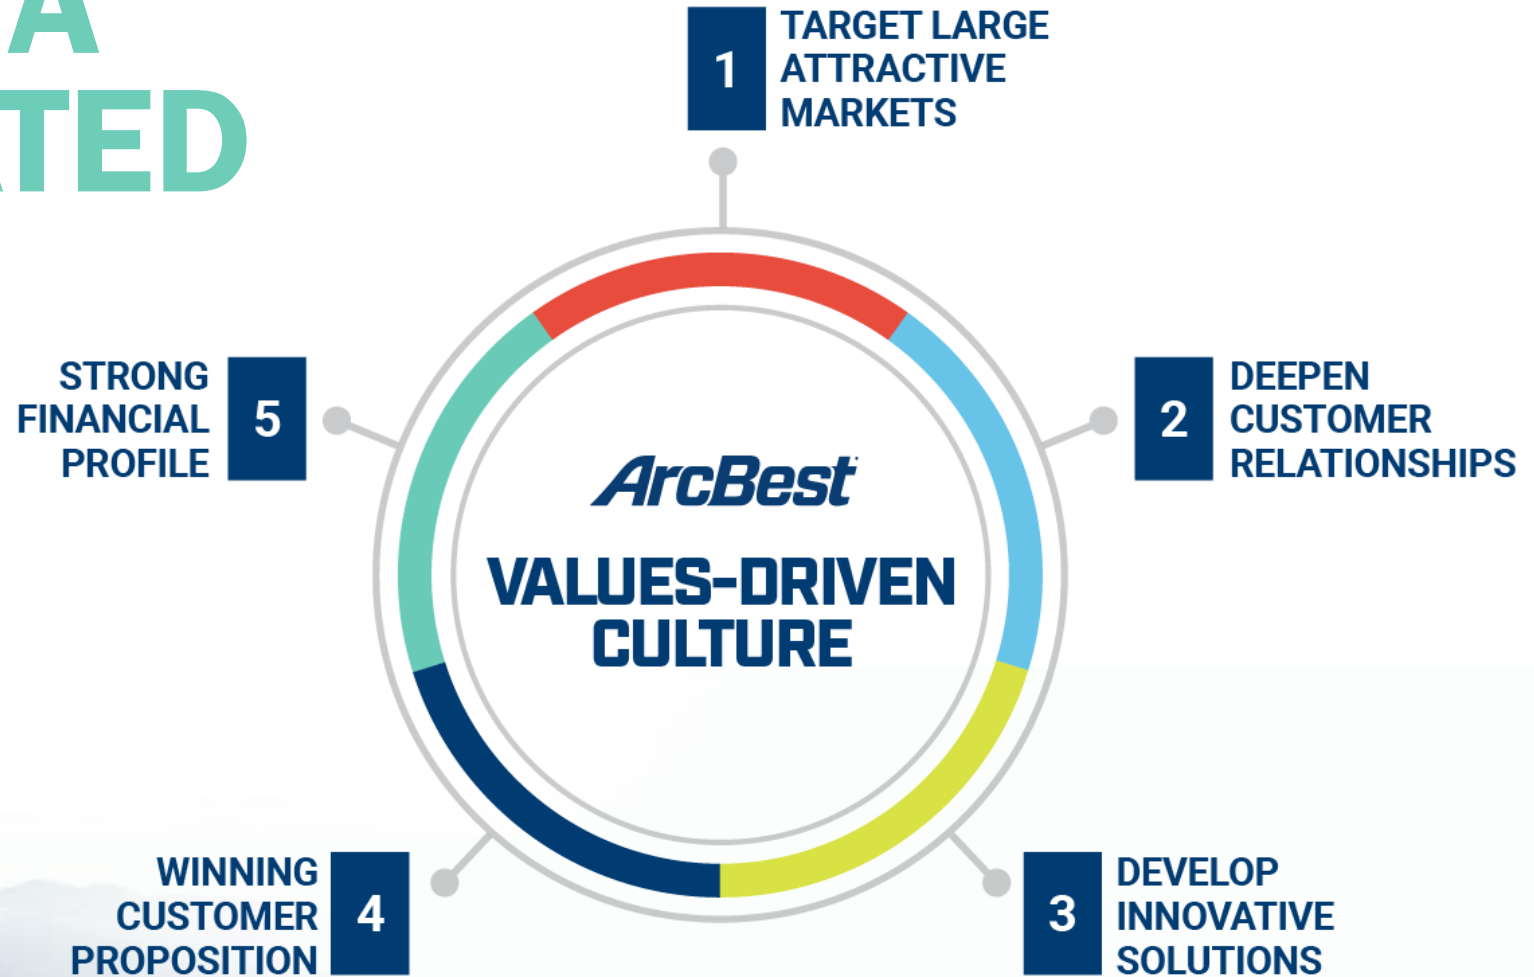 A
ATED
1
TARGET LARGE
ATTRACTIVE
MARKETS
2
DEEPEN
CUSTOMER
RELATIONSHIPS
3
DEVELOP
INNOVATIVE
SOLUTIONS
4
WINNING
CUSTOMER
PROPOSITION
5
STRONG
FINANCIAL
PROFILE
ArcBest
VALUES-DRIVEN
CULTURE